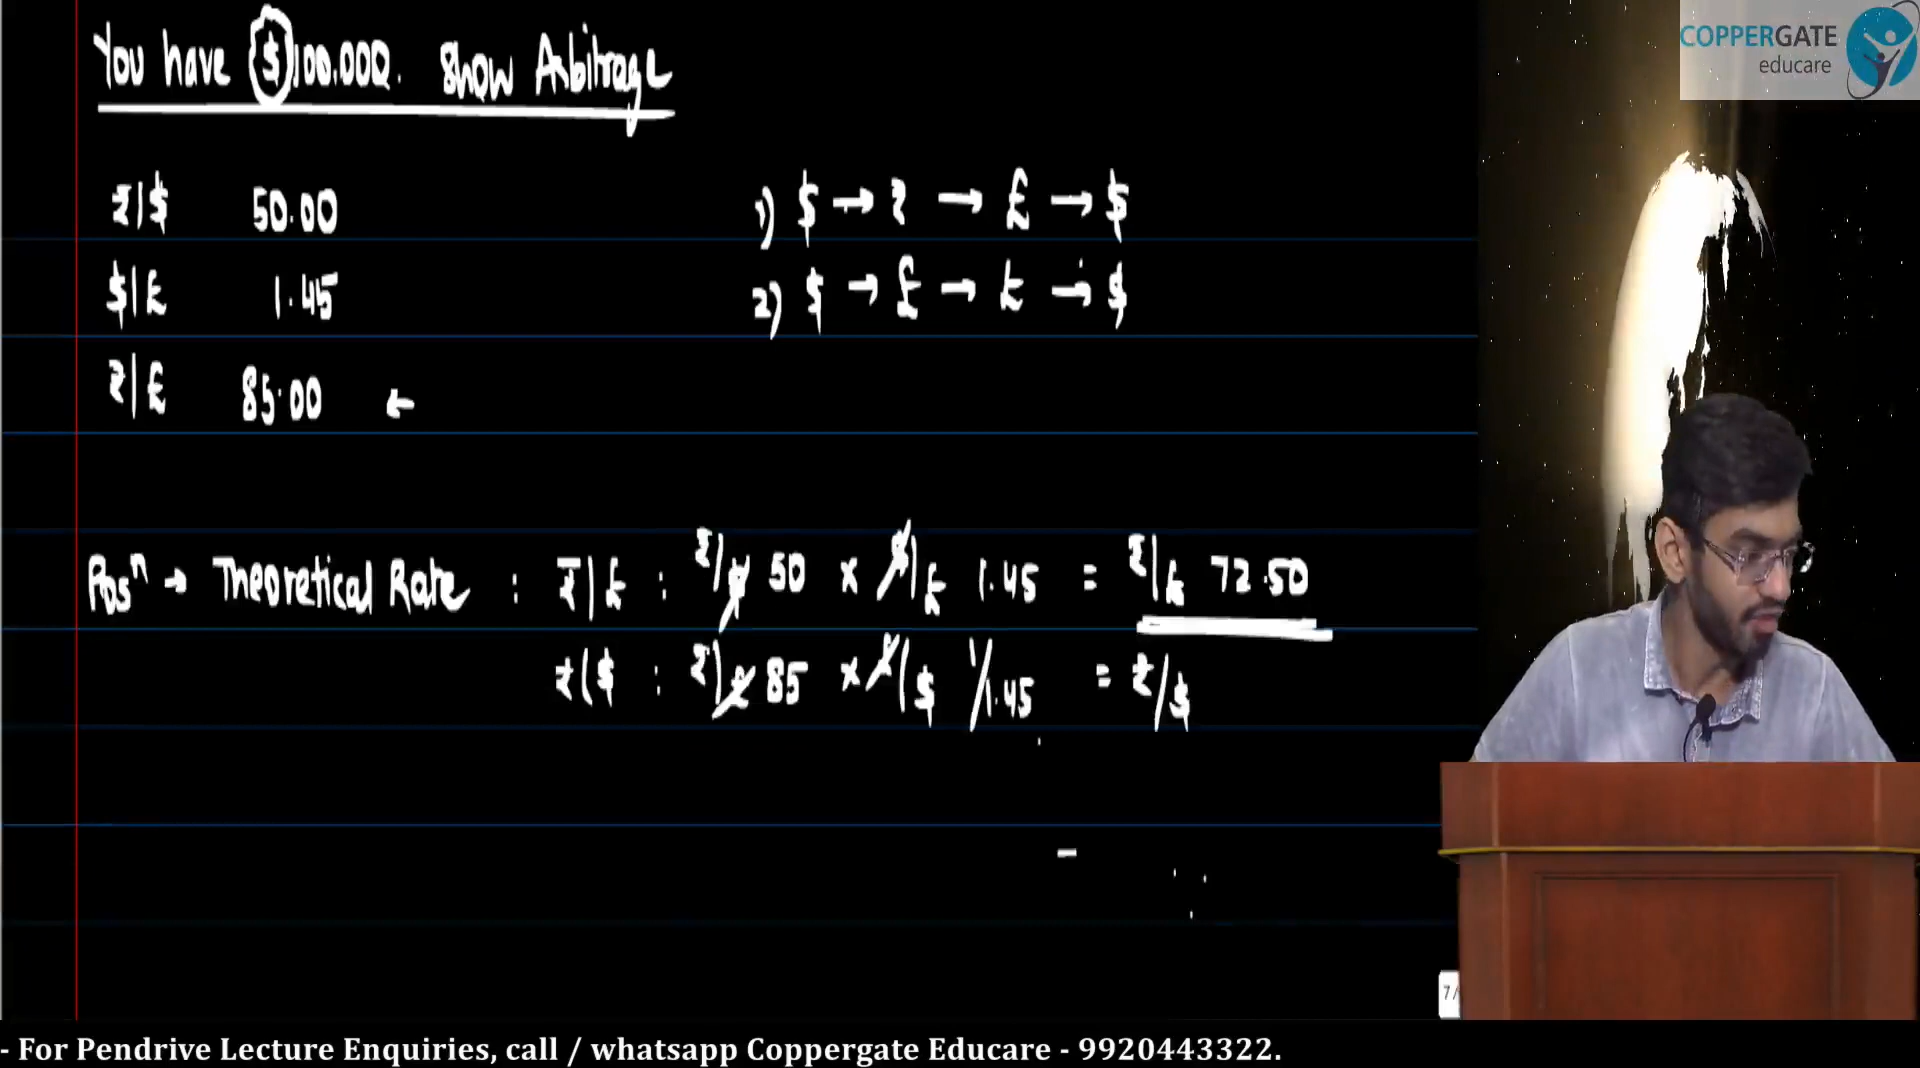 You have $100,000. Show Arbitrage
₹|$ 50.00
$|£ 1.45
₹|£ 85.00 ←
1) $ → ₹ → £ → $
2) $ → £ → ₹ → $
Posⁿ → Theoretical Rate : ₹|£ : ₹|$ 50 × $|£ 1.45 = ₹|£ 72.50
₹|$ : ₹|£ 85 × £|$ 1/1.45 = ₹/$
COPPERGATE
educare
7/
- For Pendrive Lecture Enquiries, call / whatsapp Coppergate Educare - 9920443322.